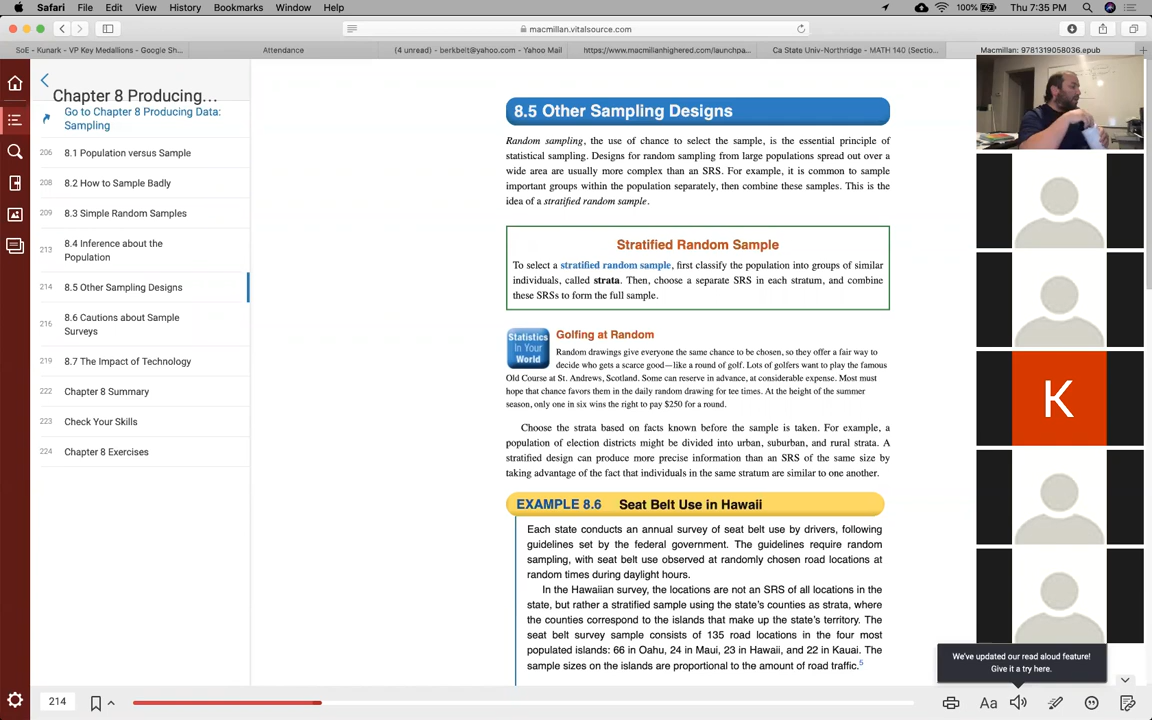 Safari File Edit View History Bookmarks Window Help
100% Thu 7:35 PM
macmillan.vitalsource.com
SoE - Kunark - VP Key Medallions - Google Sh...
Attendance
(4 unread) - berkbelt@yahoo.com - Yahoo Mail
https://www.macmillanhighered.com/launchpa...
Ca State Univ-Northridge - MATH 140 (Sectio...
Macmillan: 9781319058036.epub
Chapter 8 Producing...
Go to Chapter 8 Producing Data:
Sampling
206 8.1 Population versus Sample
208 8.2 How to Sample Badly
209 8.3 Simple Random Samples
213 8.4 Inference about the
Population
214 8.5 Other Sampling Designs
216 8.6 Cautions about Sample
Surveys
219 8.7 The Impact of Technology
222 Chapter 8 Summary
223 Check Your Skills
224 Chapter 8 Exercises
8.5 Other Sampling Designs
Random sampling, the use of chance to select the sample, is the essential principle of
statistical sampling. Designs for random sampling from large populations spread out over a
wide area are usually more complex than an SRS. For example, it is common to sample
important groups within the population separately, then combine these samples. This is the
idea of a stratified random sample.
Stratified Random Sample
To select a stratified random sample, first classify the population into groups of similar
individuals, called strata. Then, choose a separate SRS in each stratum, and combine
these SRSs to form the full sample.
Statistics
In Your
World
Golfing at Random
Random drawings give everyone the same chance to be chosen, so they offer a fair way to
decide who gets a scarce good—like a round of golf. Lots of golfers want to play the famous
Old Course at St. Andrews, Scotland. Some can reserve in advance, at considerable expense. Most must
hope that chance favors them in the daily random drawing for tee times. At the height of the summer
season, only one in six wins the right to pay $250 for a round.
Choose the strata based on facts known before the sample is taken. For example, a
population of election districts might be divided into urban, suburban, and rural strata. A
stratified design can produce more precise information than an SRS of the same size by
taking advantage of the fact that individuals in the same stratum are similar to one another.
EXAMPLE 8.6 Seat Belt Use in Hawaii
Each state conducts an annual survey of seat belt use by drivers, following
guidelines set by the federal government. The guidelines require random
sampling, with seat belt use observed at randomly chosen road locations at
random times during daylight hours.
In the Hawaiian survey, the locations are not an SRS of all locations in the
state, but rather a stratified sample using the state's counties as strata, where
the counties correspond to the islands that make up the state's territory. The
seat belt survey sample consists of 135 road locations in the four most
populated islands: 66 in Oahu, 24 in Maui, 23 in Hawaii, and 22 in Kauai. The
sample sizes on the islands are proportional to the amount of road traffic.5
K
We've updated our read aloud feature!
Give it a try here.
214
Aa